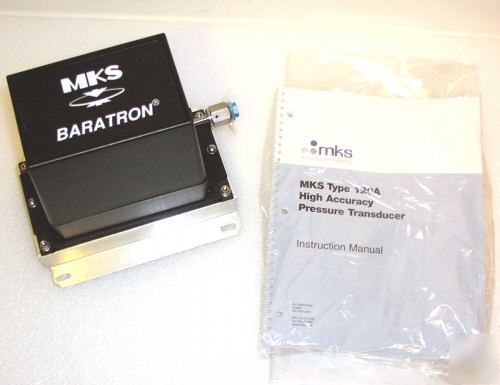 MKS
BARATRON®
mks
MKS Type 120A
High Accuracy
Pressure Transducer
Instruction Manual